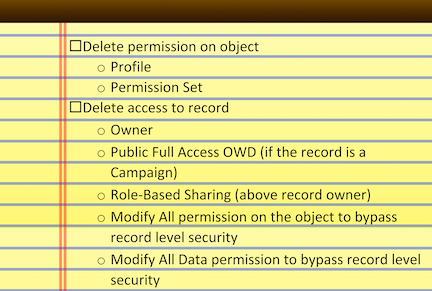 ☐Delete permission on object
○ Profile
○ Permission Set
☐Delete access to record
○ Owner
○ Public Full Access OWD (if the record is a
Campaign)
○ Role-Based Sharing (above record owner)
○ Modify All permission on the object to bypass
record level security
○ Modify All Data permission to bypass record level
security